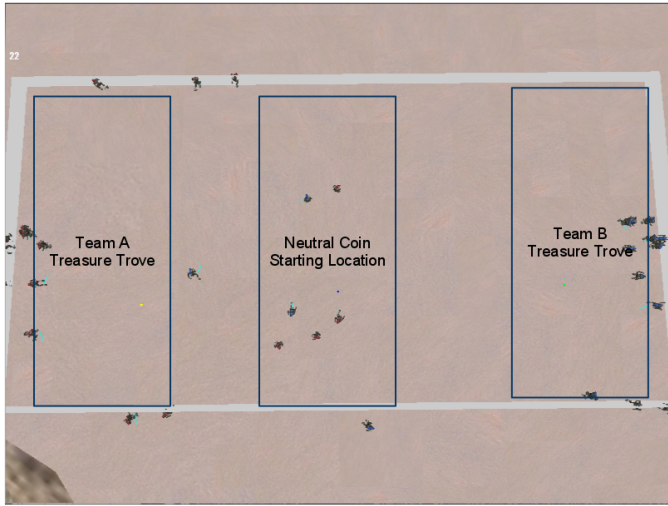 22
Team A
Treasure Trove
Neutral Coin
Starting Location
Team B
Treasure Trove